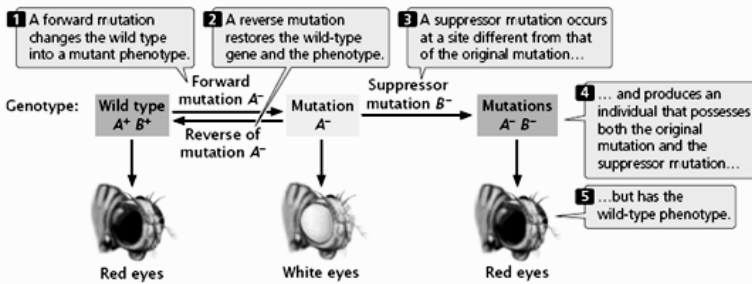 1 A forward mutation
changes the wild type
into a mutant phenotype.
2 A reverse mutation
restores the wild-type
gene and the phenotype.
3 A suppressor mutation occurs
at a site different from that
of the original mutation…
Forward
mutation A⁻
Suppressor
mutation B⁻
Genotype:
Wild type
A⁺ B⁺
Mutation
A⁻
Mutations
A⁻ B⁻
Reverse of
mutation A⁻
4 … and produces an
individual that possesses
both the original
mutation and the
suppressor mutation…
5 …but has the
wild-type phenotype.
Red eyes
White eyes
Red eyes